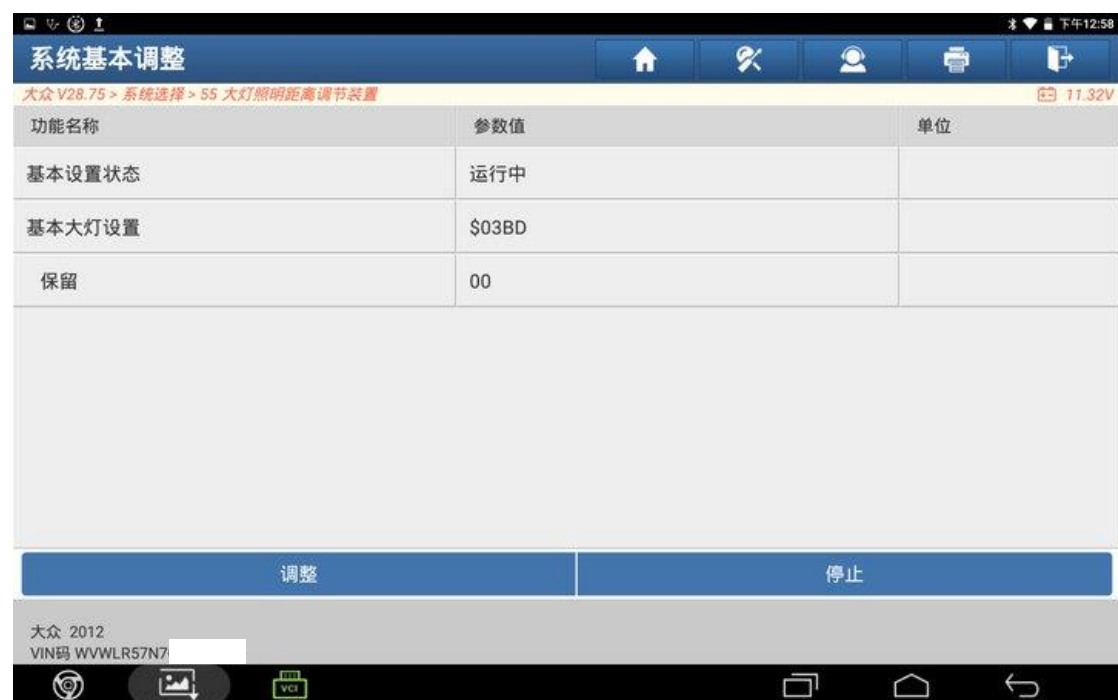 下午12:58
系统基本调整
大众 V28.75 > 系统选择 > 55 大灯照明距离调节装置
11.32V
功能名称 参数值 单位
基本设置状态 运行中
基本大灯设置 $03BD
保留 00
调整 停止
大众 2012
VIN码 WVWLR57N7
VCI